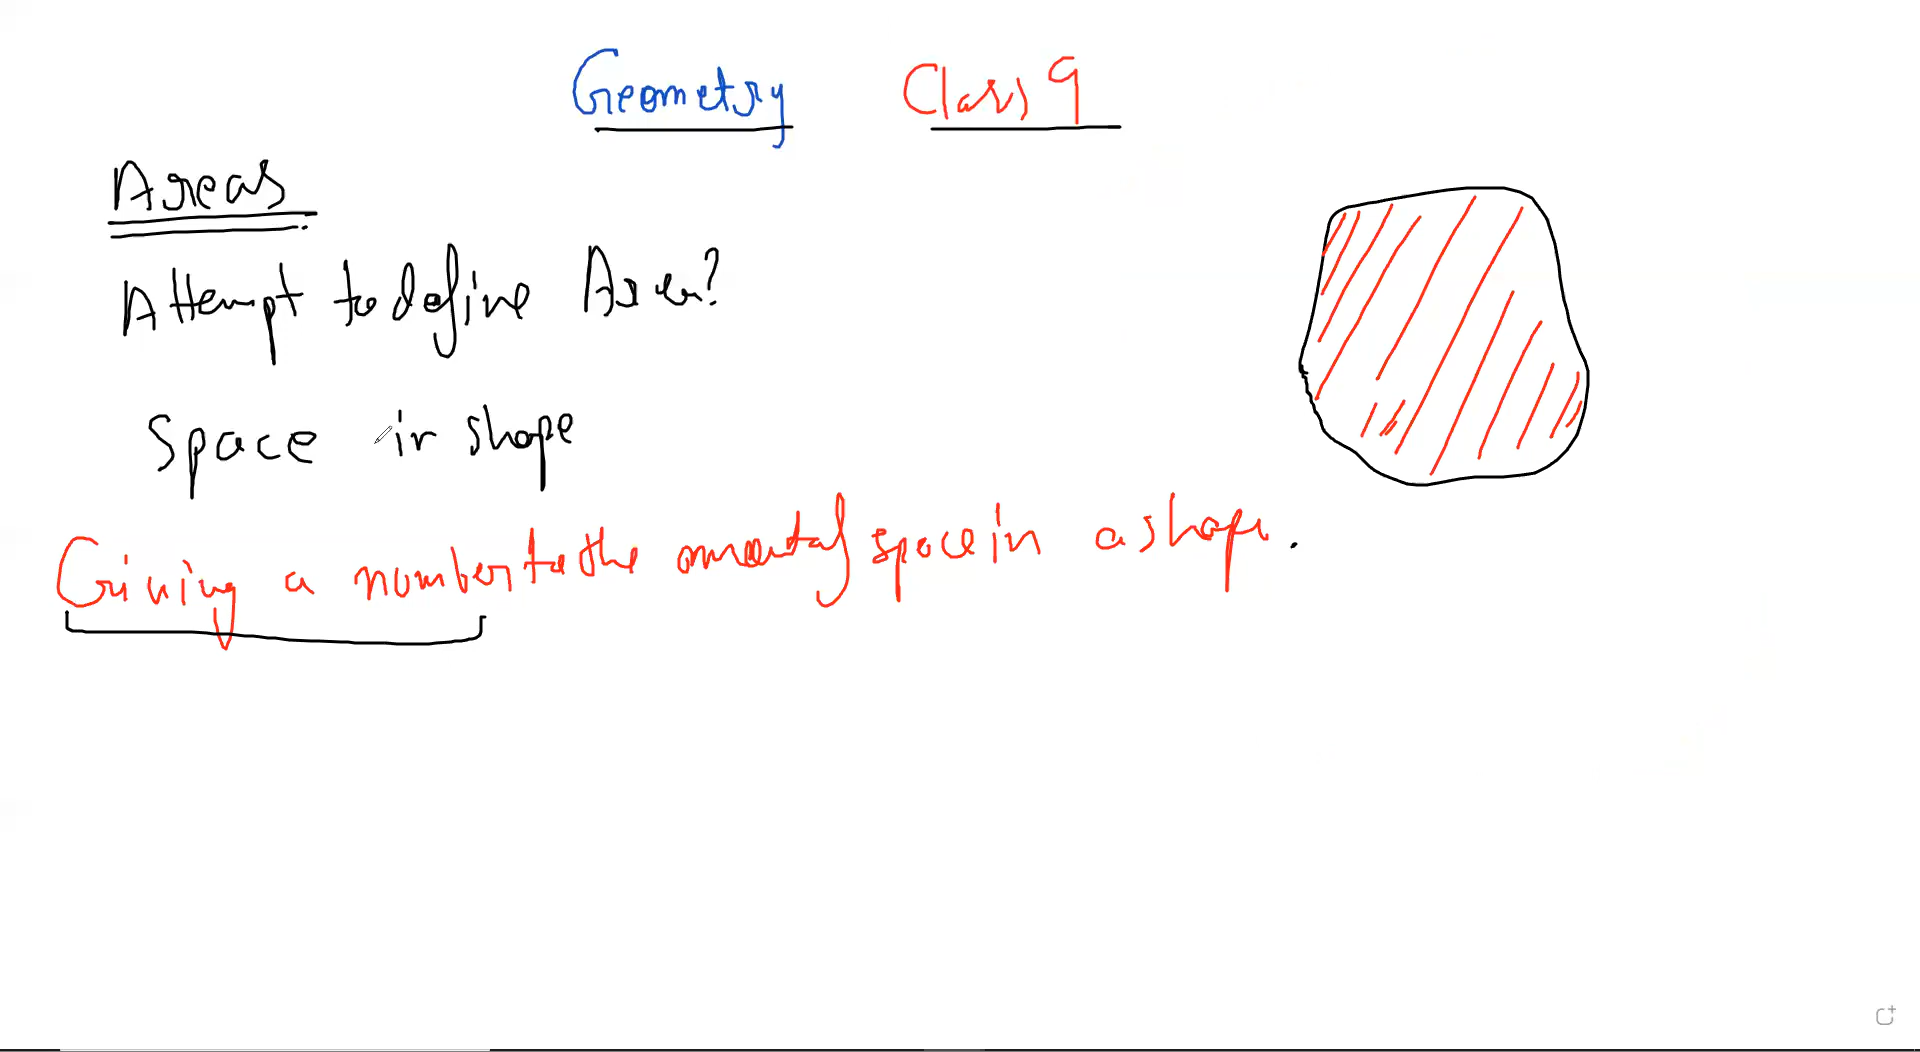 Geometry Class 9
Areas
Attempt to define Area?
Space in shape
Giving a number to the amount of space in a shape.